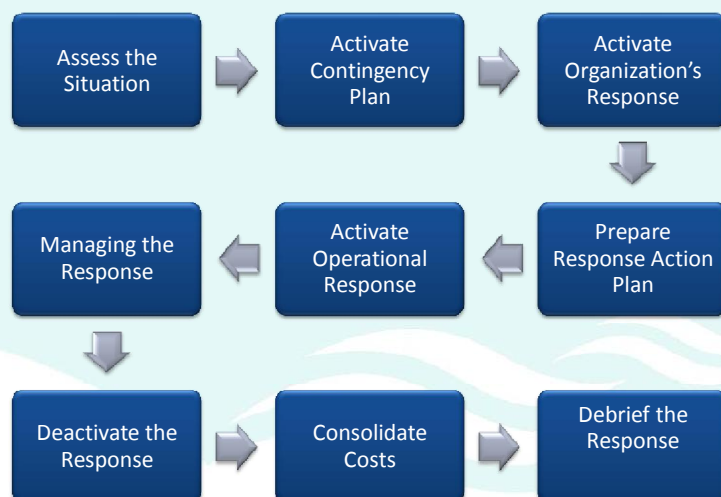 Assess the
Situation
Activate
Contingency
Plan
Activate
Organization's
Response
Prepare
Response Action
Plan
Activate
Operational
Response
Managing the
Response
Deactivate the
Response
Consolidate
Costs
Debrief the
Response